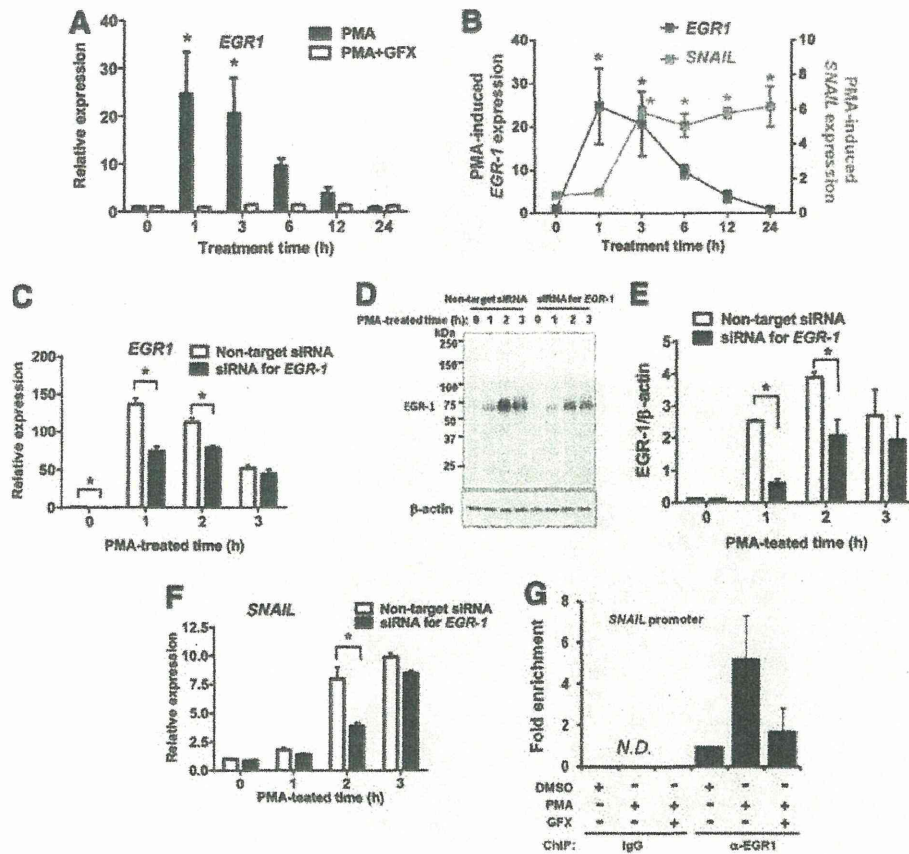 A
EGR1
PMA
PMA+GFX
Relative expression
40
30
20
10
0
* *
0 1 3 6 12 24
Treatment time (h)
B
EGR1
SNAIL
PMA-induced
EGR-1 expression
40
30
20
10
0
* * * * * *
10
8
6
4
2
0
PMA-induced
SNAIL expression
0 1 3 6 12 24
Treatment time (h)
C
EGR1
Non-target siRNA
siRNA for EGR-1
Relative expression
200
150
100
50
0
* * *
0 1 2 3
PMA-treated time (h)
D
Non-target siRNA siRNA for EGR-1
PMA-treated time (h): 0 1 2 3 0 1 2 3
kDa
250
150
100
EGR-1 75
50
37
25
β-actin
E
Non-target siRNA
siRNA for EGR-1
EGR-1/β-actin
5
4
3
2
1
0
* *
0 1 2 3
PMA-teated time (h)
F
SNAIL
Non-target siRNA
siRNA for EGR-1
Relative expression
10.0
7.5
5.0
2.5
0.0
*
0 1 2 3
PMA-teated time (h)
G
SNAIL promoter
Fold enrichment
8
6
4
2
0
N.D.
DMSO + - - + - -
PMA - + + - + +
GFX - - + - - +
ChIP: IgG α-EGR1